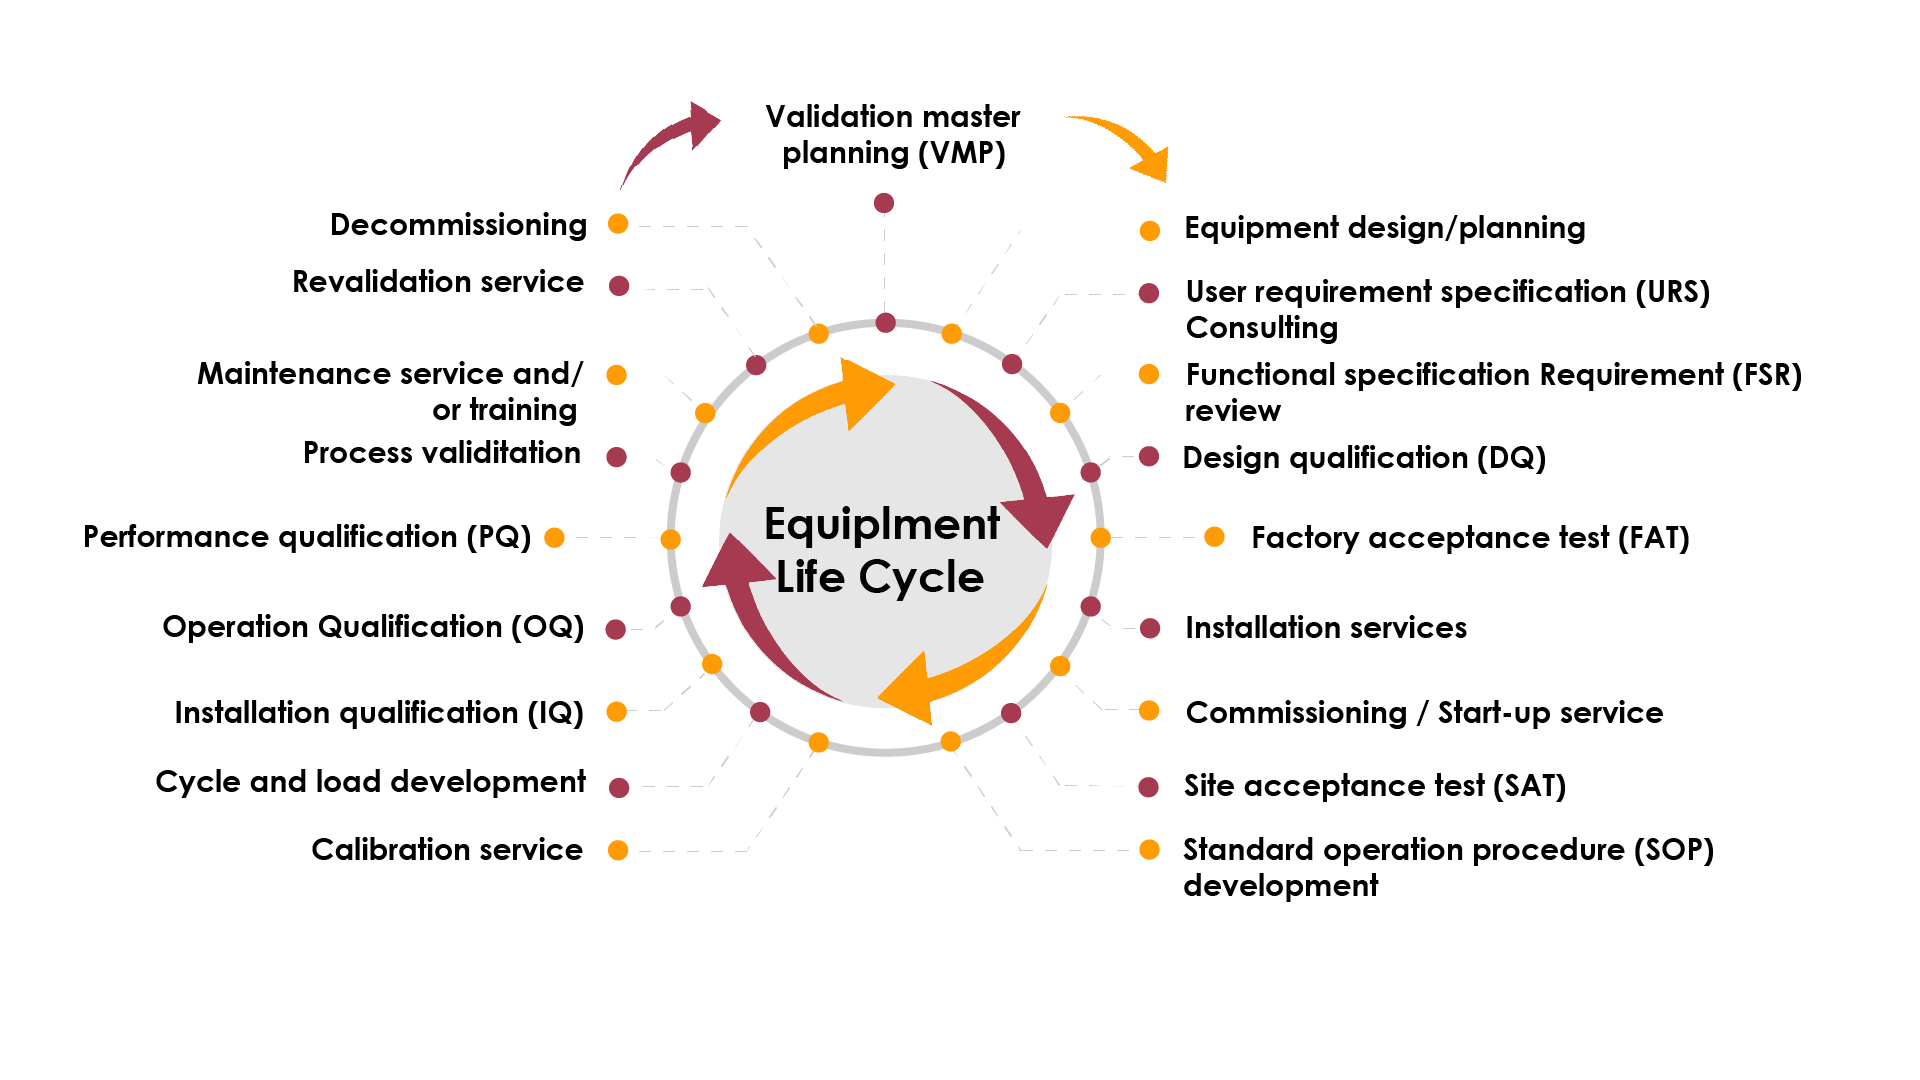 Validation master
planning (VMP)
Equipment design/planning
User requirement specification (URS)
Consulting
Functional specification Requirement (FSR)
review
Design qualification (DQ)
Factory acceptance test (FAT)
Installation services
Commissioning / Start-up service
Site acceptance test (SAT)
Standard operation procedure (SOP)
development
Calibration service
Cycle and load development
Installation qualification (IQ)
Operation Qualification (OQ)
Performance qualification (PQ)
Process validitation
Maintenance service and/
or training
Revalidation service
Decommissioning
Equiplment
Life Cycle